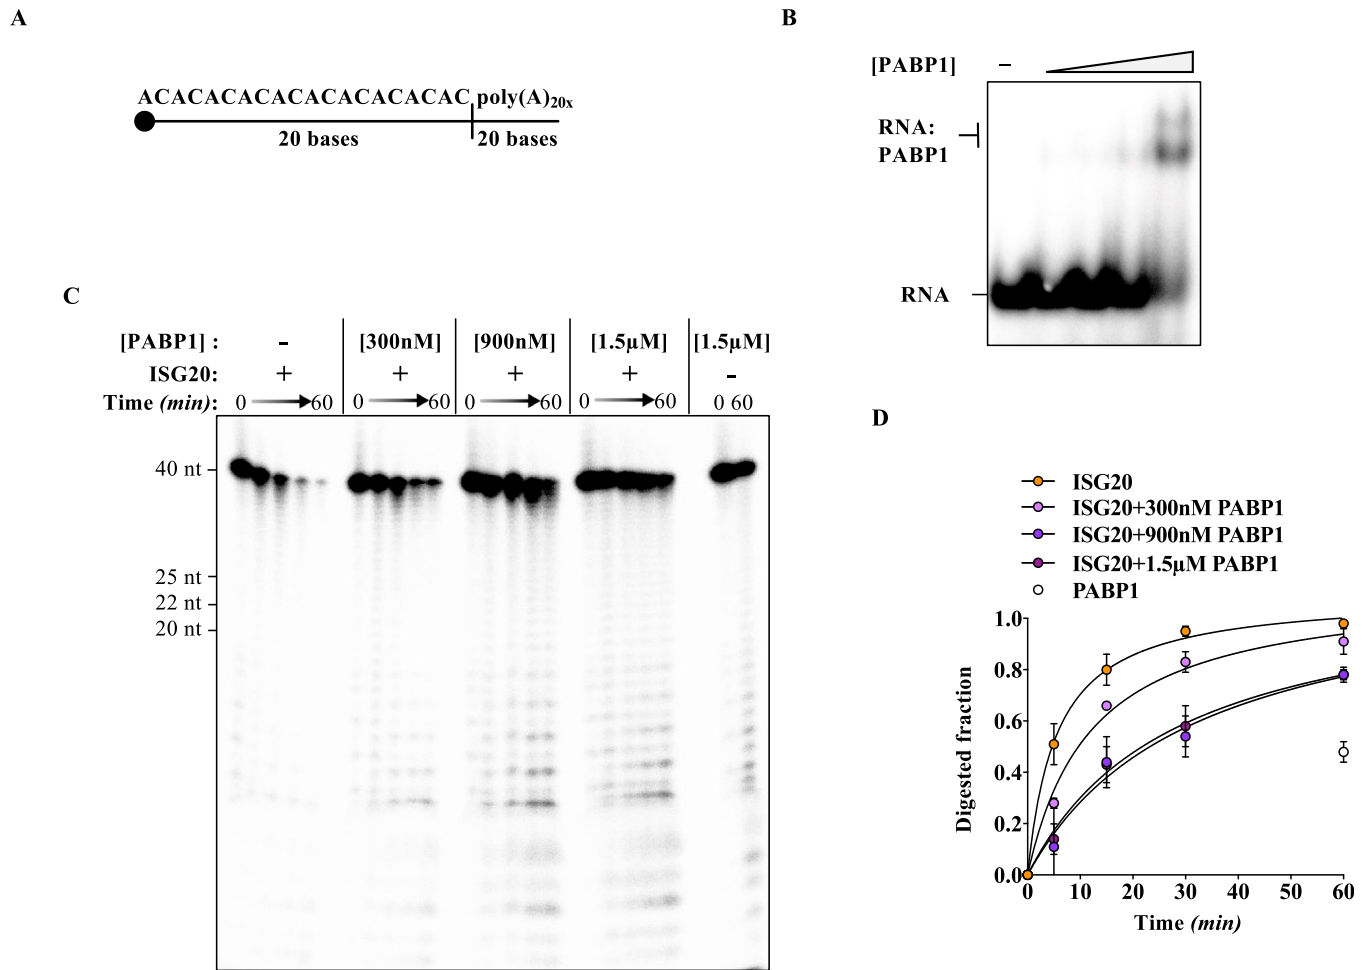 A
ACACACACACACACACACAC poly(A)20x
20 bases 20 bases
B
[PABP1] –
RNA:
PABP1
RNA
C
[PABP1] : - [300nM] [900nM] [1.5µM] [1.5µM]
ISG20: + + + + -
Time (min): 0 60 0 60 0 60 0 60 0 60
40 nt
25 nt
22 nt
20 nt
D
ISG20
ISG20+300nM PABP1
ISG20+900nM PABP1
ISG20+1.5µM PABP1
PABP1
Digested fraction
1.0
0.8
0.6
0.4
0.2
0.0
0 10 20 30 40 50 60
Time (min)